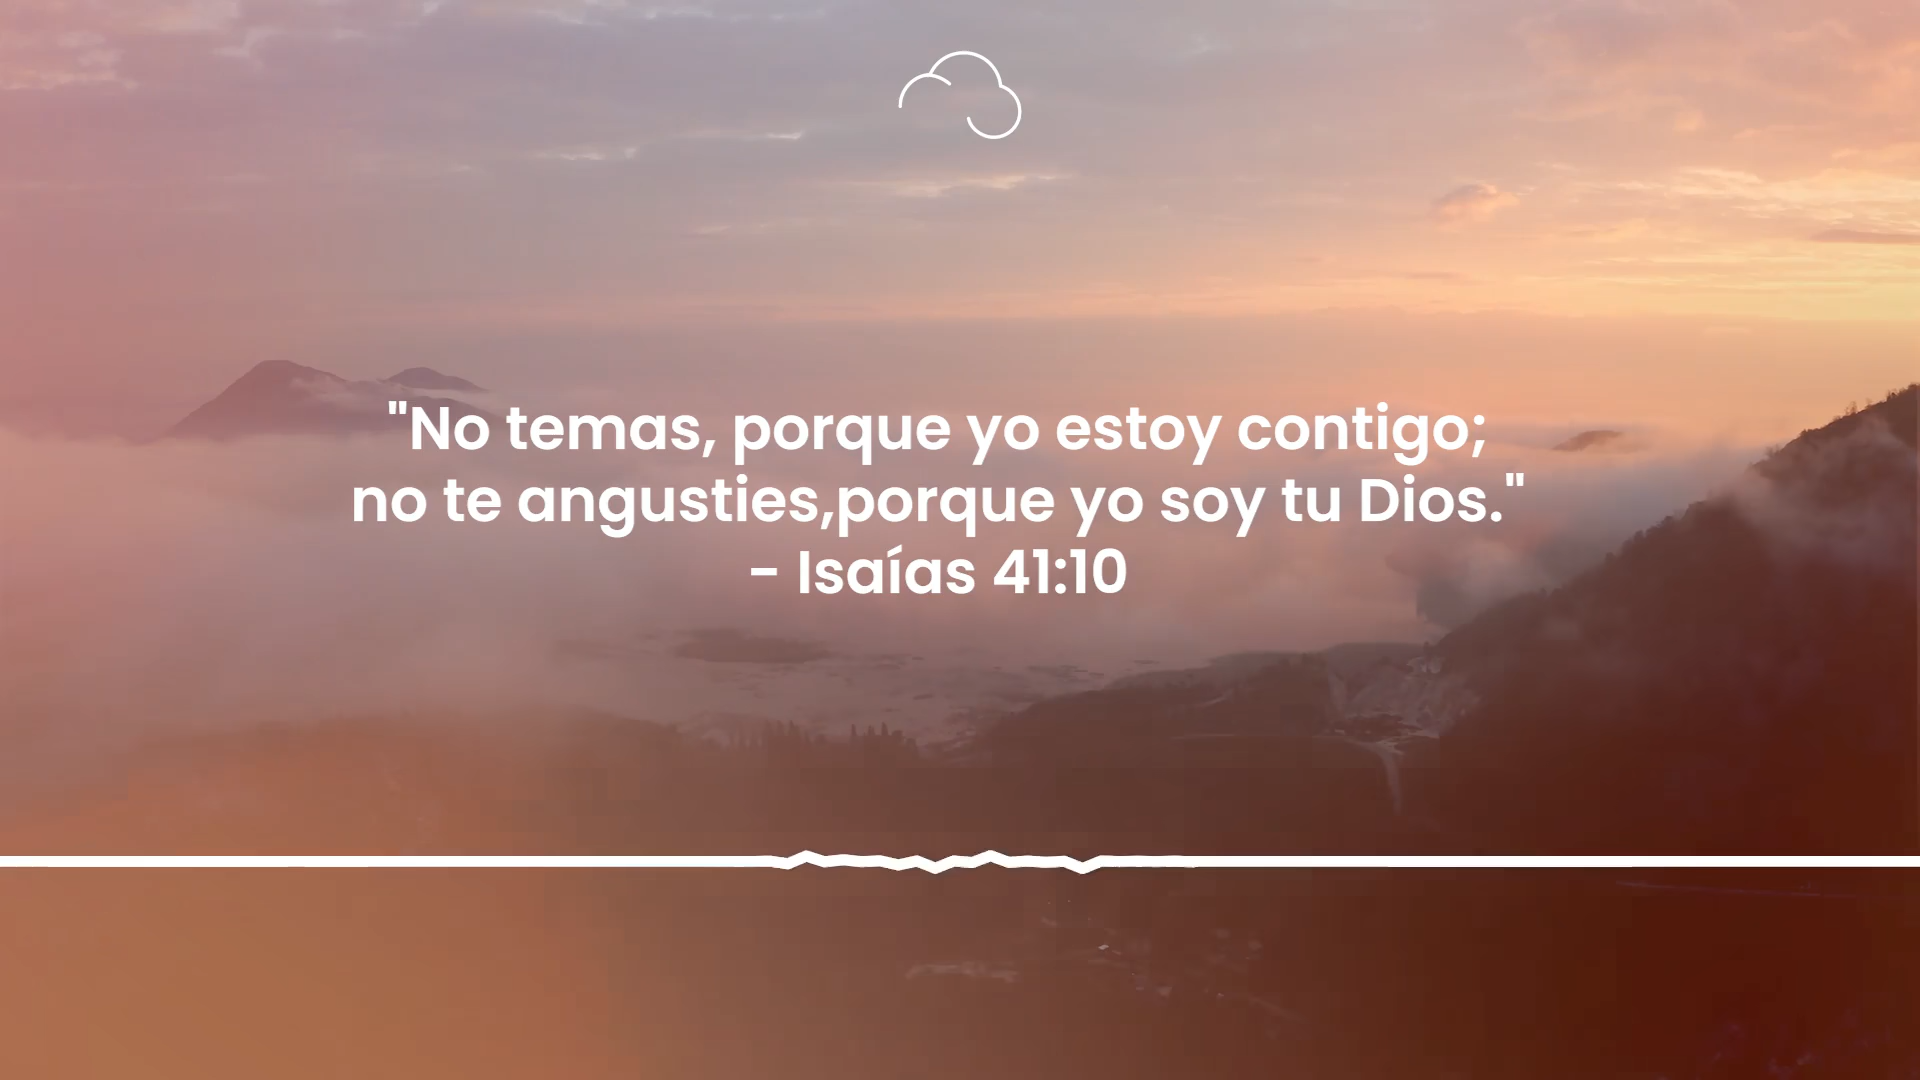 "No temas, porque yo estoy contigo;
no te angusties,porque yo soy tu Dios."
- Isaías 41:10